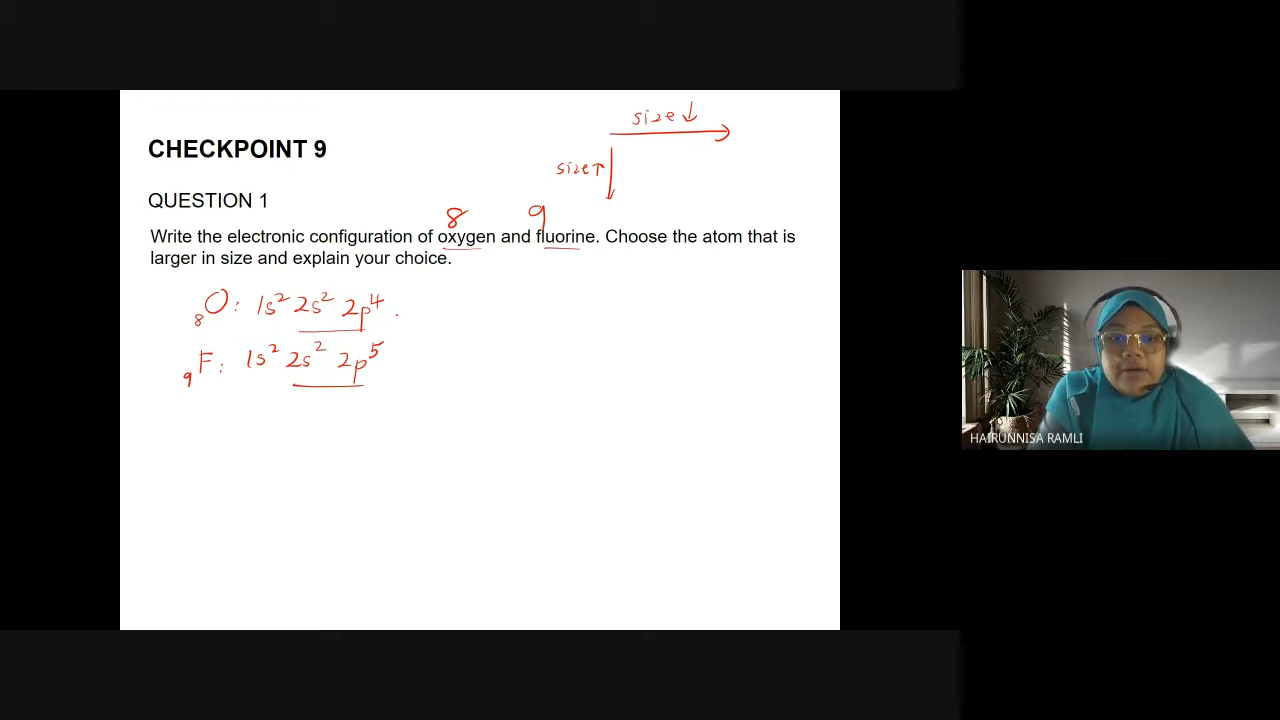 size ↓
CHECKPOINT 9
size ↑
QUESTION 1
8 9
Write the electronic configuration of oxygen and fluorine. Choose the atom that is
larger in size and explain your choice.
₈O: 1s² 2s² 2p⁴.
₉F: 1s² 2s² 2p⁵
HAIRUNNISA RAMLI